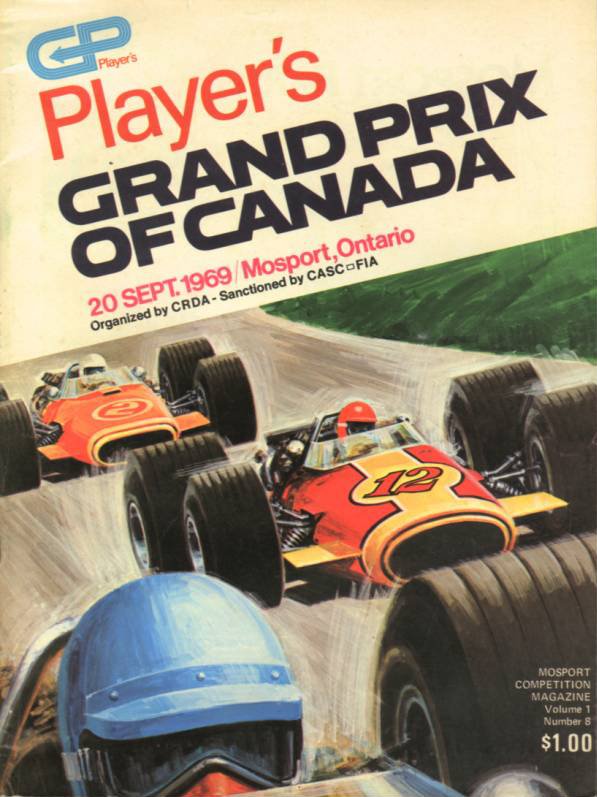 GP
Player's
Player's
GRAND PRIX
OF CANADA
20 SEPT.1969/Mosport,Ontario
Organized by CRDA - Sanctioned by CASC▫FIA
2
12
MOSPORT
COMPETITION
MAGAZINE
Volume 1
Number 8
$1.00